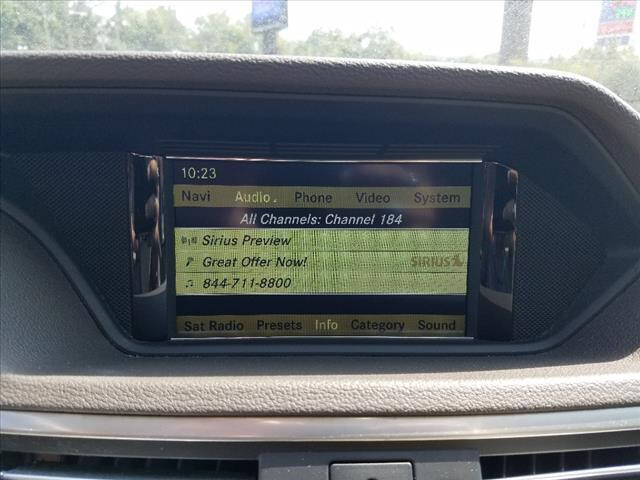 10:23
Navi Audio Phone Video System
All Channels: Channel 184
Sirius Preview
Great Offer Now! SIRIUS
844-711-8800
Sat Radio Presets Info Category Sound